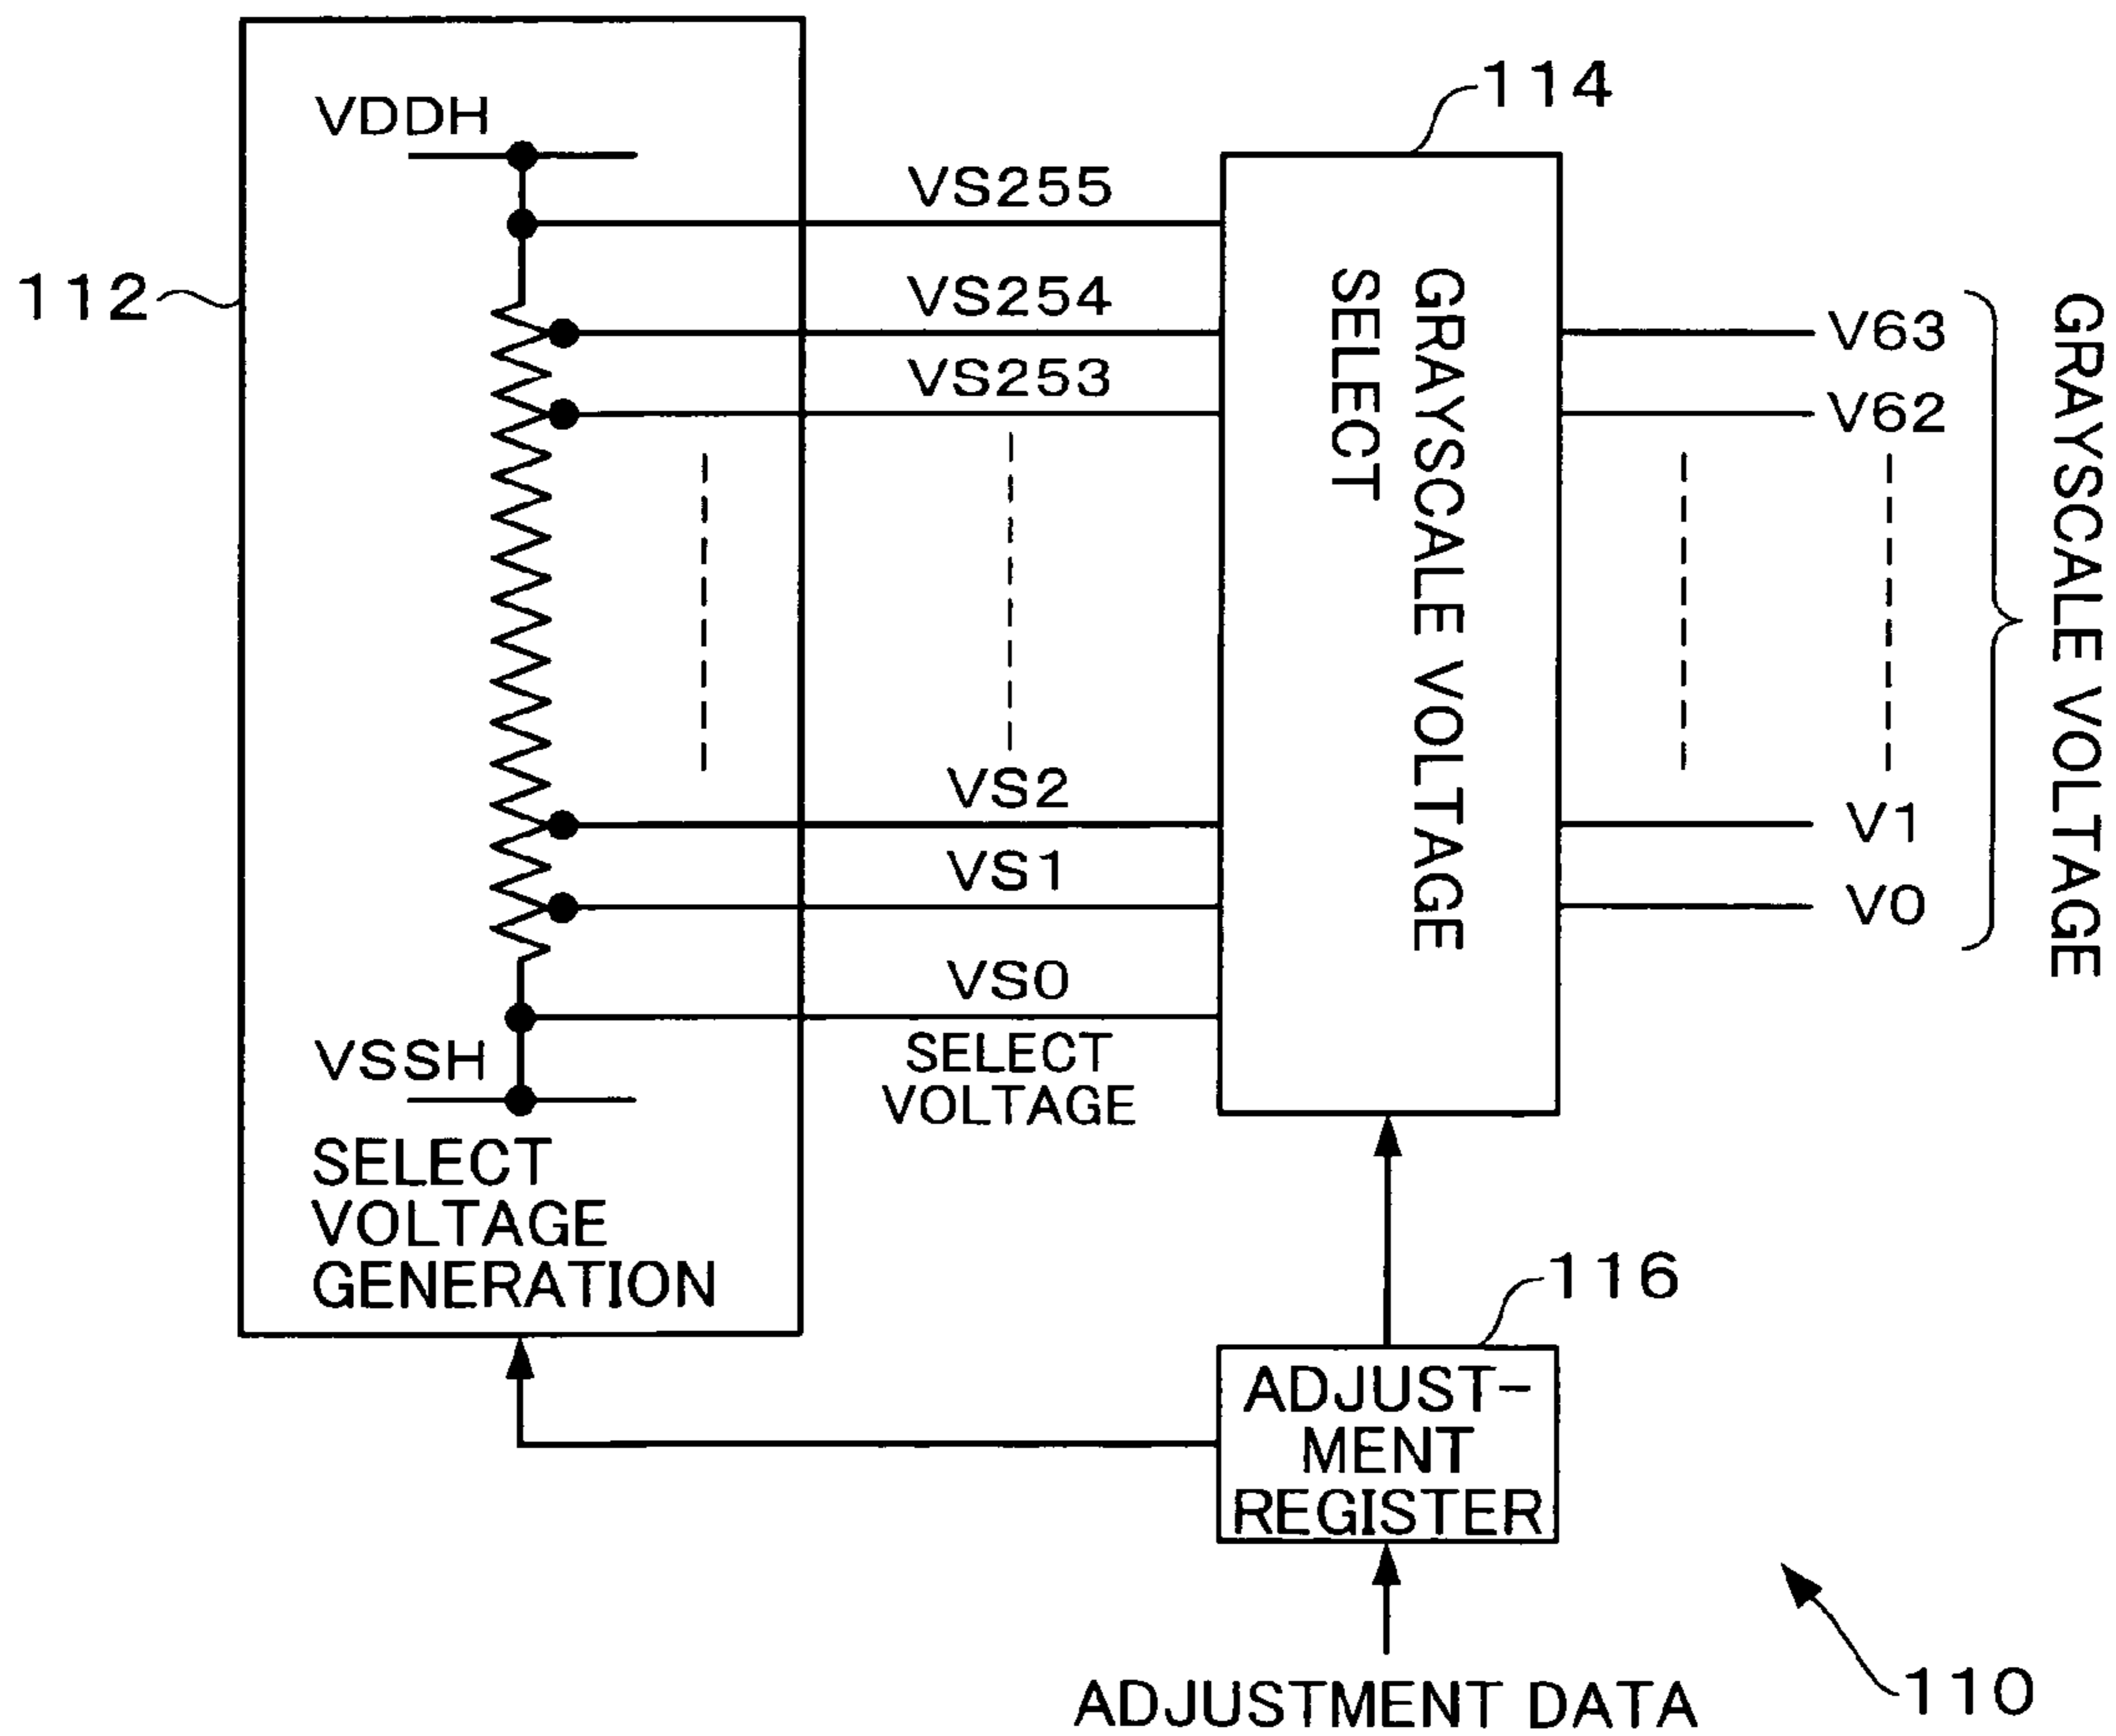 114
VDDH
VS255
112
VS254
VS253
GRAYSCALE VOLTAGE
SELECT
V63
V62
GRAYSCALE VOLTAGE
VS2
V1
VS1
V0
VS0
VSSH
SELECT
VOLTAGE
SELECT
VOLTAGE
GENERATION
116
ADJUST-
MENT
REGISTER
ADJUSTMENT DATA
110